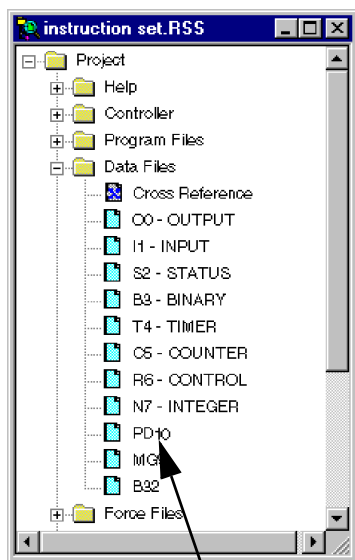 instruction set.RSS
Project
Help
Controller
Program Files
Data Files
Cross Reference
O0 - OUTPUT
I1 - INPUT
S2 - STATUS
B3 - BINARY
T4 - TIMER
C5 - COUNTER
R6 - CONTROL
N7 - INTEGER
PD10
B32
Force Files